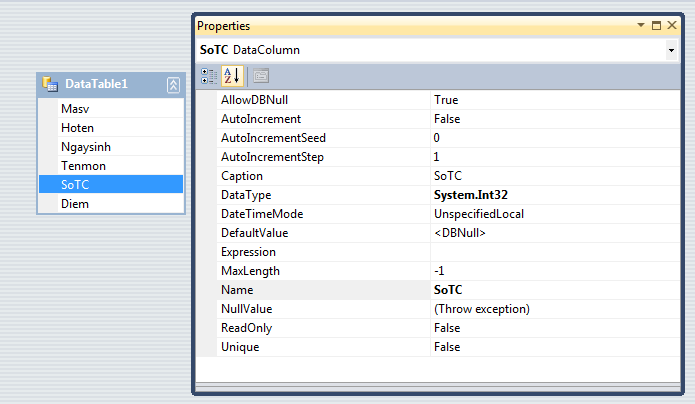 DataTable1
Masv
Hoten
Ngaysinh
Tenmon
SoTC
Diem
Properties
SoTC DataColumn
AllowDBNull True
AutoIncrement False
AutoIncrementSeed 0
AutoIncrementStep 1
Caption SoTC
DataType System.Int32
DateTimeMode UnspecifiedLocal
DefaultValue <DBNull>
Expression
MaxLength -1
Name SoTC
NullValue (Throw exception)
ReadOnly False
Unique False